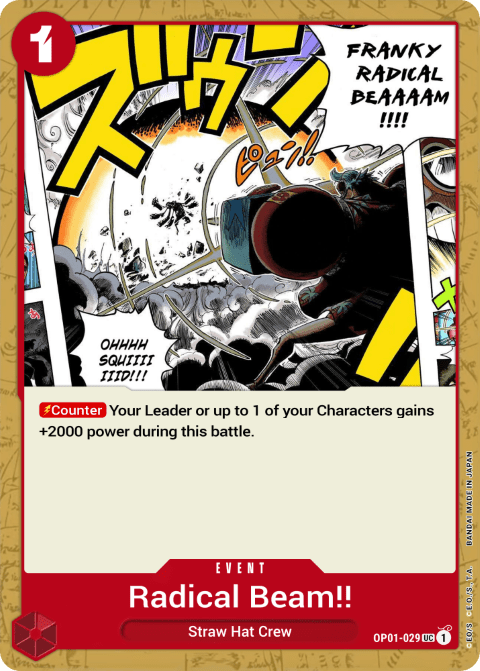 1
ズゥン
FRANKY
RADICAL
BEAAAAM
!!!!
ピュン!!
OHHHH
SQUIIII
IIID!!!
⚡Counter Your Leader or up to 1 of your Characters gains
+2000 power during this battle.
EVENT
Radical Beam!!
Straw Hat Crew
OP01-029 UC 1
©E.O/S. ©E.O./S.,T.A. BANDAI MADE IN JAPAN